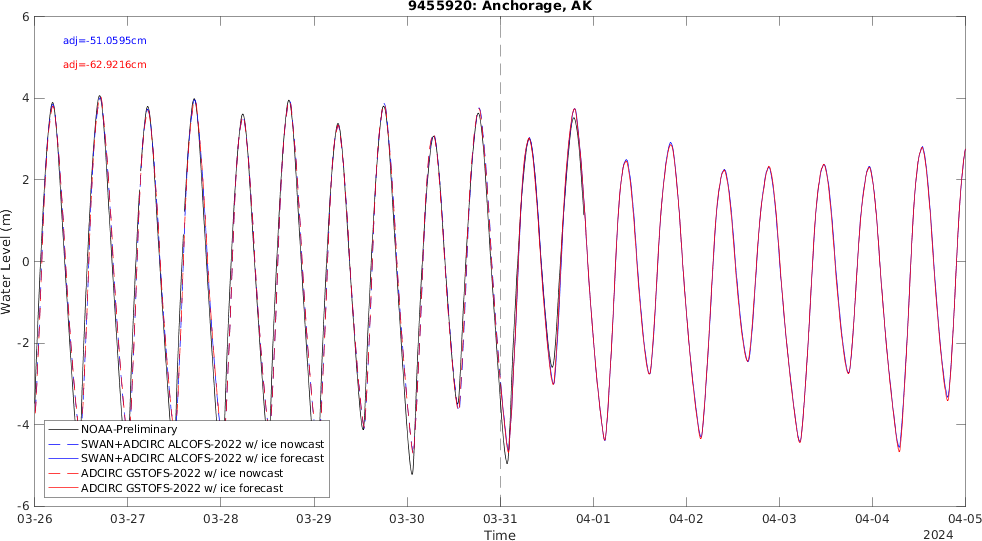 9455920: Anchorage, AK
6
adj=-51.0595cm
adj=-62.9216cm
4
2
0
-2
-4
-6
Water Level (m)
NOAA-Preliminary
SWAN+ADCIRC ALCOFS-2022 w/ ice nowcast
SWAN+ADCIRC ALCOFS-2022 w/ ice forecast
ADCIRC GSTOFS-2022 w/ ice nowcast
ADCIRC GSTOFS-2022 w/ ice forecast
03-26 03-27 03-28 03-29 03-30 03-31 04-01 04-02 04-03 04-04 04-05
Time
2024